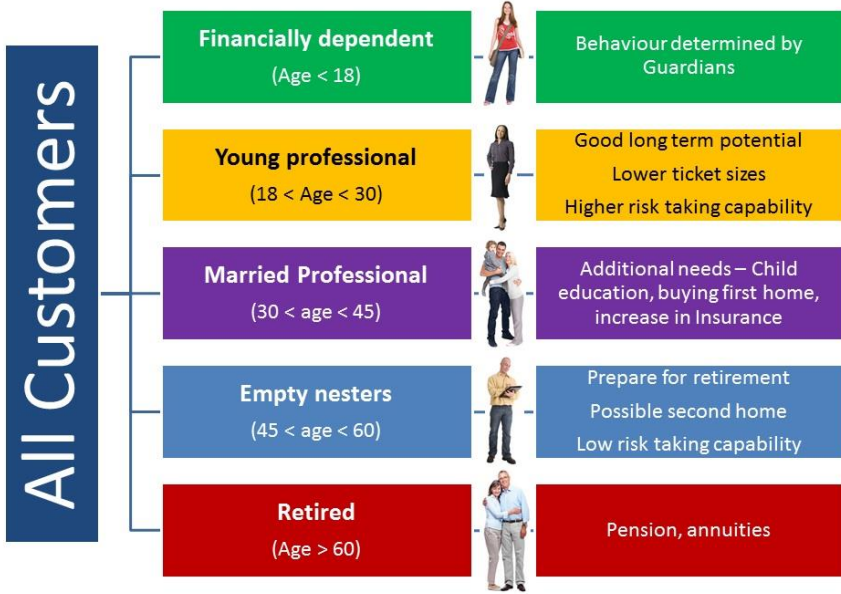 All Customers
Financially dependent
(Age < 18)
Behaviour determined by
Guardians
Young professional
(18 < Age < 30)
Good long term potential
Lower ticket sizes
Higher risk taking capability
Married Professional
(30 < age < 45)
Additional needs – Child
education, buying first home,
increase in Insurance
Empty nesters
(45 < age < 60)
Prepare for retirement
Possible second home
Low risk taking capability
Retired
(Age > 60)
Pension, annuities